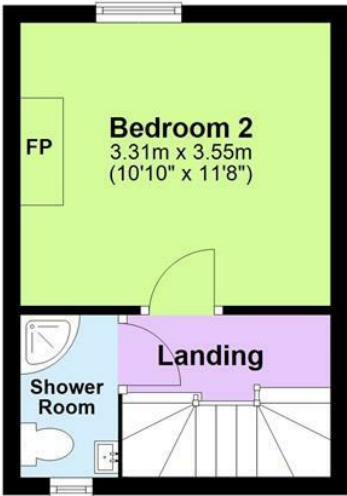 Bedroom 2
3.31m x 3.55m
(10'10" x 11'8")
FP
Landing
Shower
Room